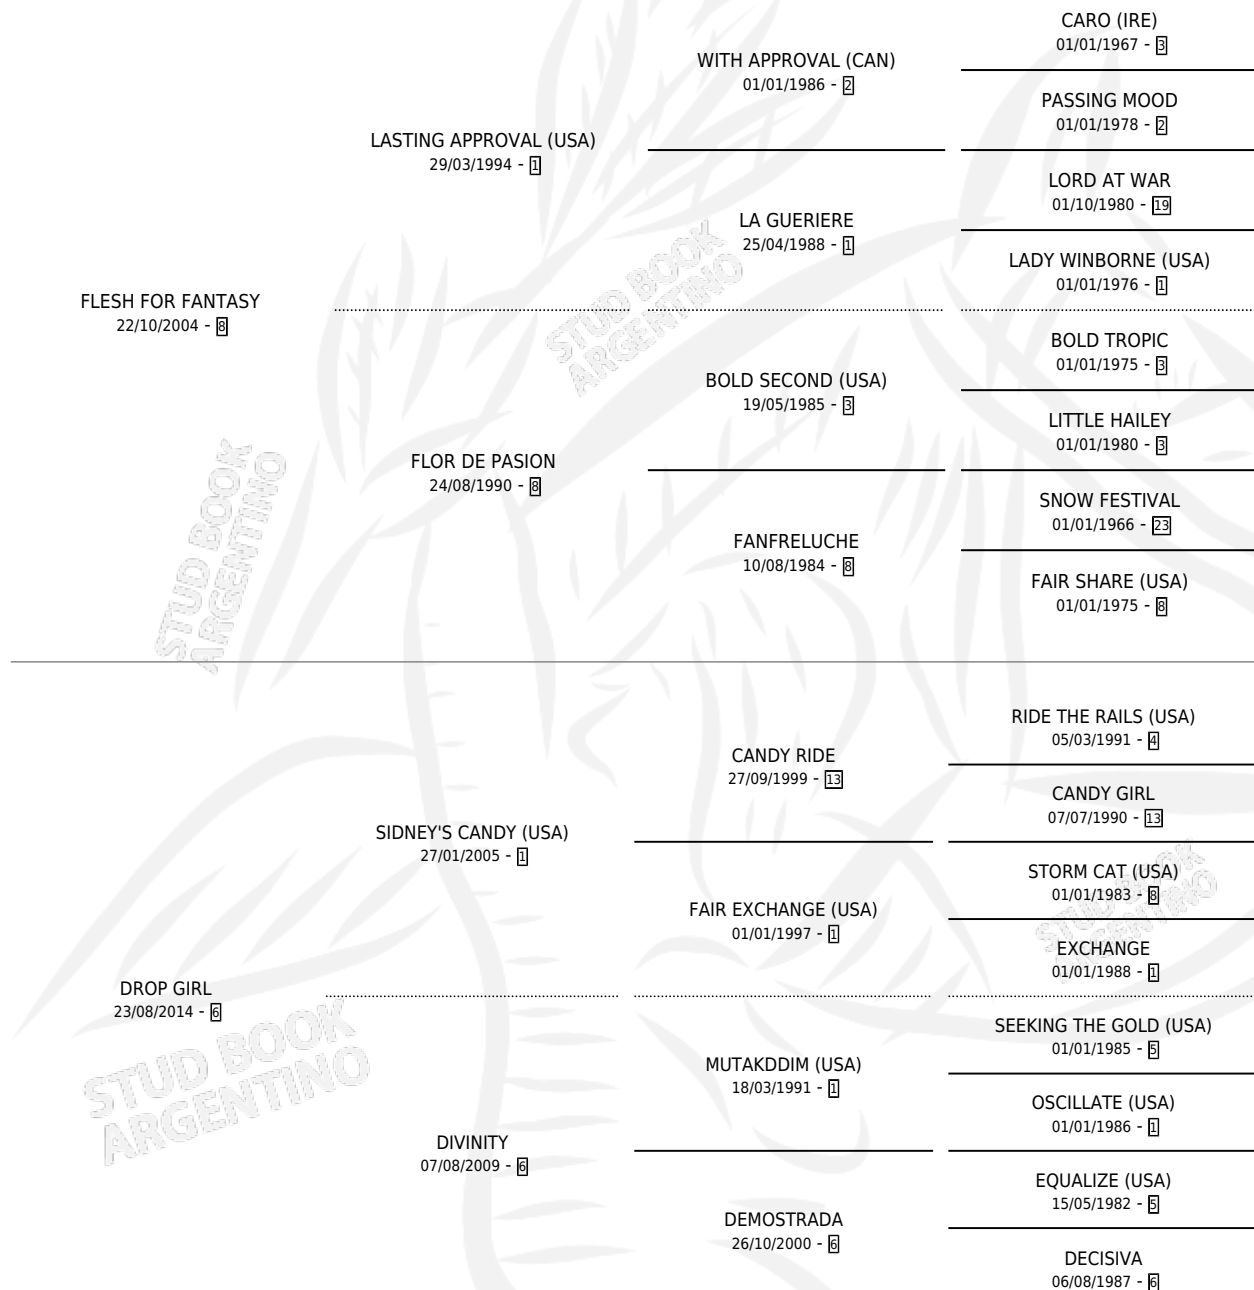 CARO (IRE)
01/01/1967 - 3
WITH APPROVAL (CAN)
01/01/1986 - 2
PASSING MOOD
01/01/1978 - 2
LASTING APPROVAL (USA)
29/03/1994 - 1
LORD AT WAR
01/10/1980 - 19
LA GUERIERE
25/04/1988 - 1
LADY WINBORNE (USA)
01/01/1976 - 1
FLESH FOR FANTASY
22/10/2004 - 8
BOLD TROPIC
01/01/1975 - 3
BOLD SECOND (USA)
19/05/1985 - 3
LITTLE HAILEY
01/01/1980 - 3
FLOR DE PASION
24/08/1990 - 8
SNOW FESTIVAL
01/01/1966 - 23
FANFRELUCHE
10/08/1984 - 8
FAIR SHARE (USA)
01/01/1975 - 8
STUD BOOK
ARGENTINO
STUD BOOK
ARGENTINO
RIDE THE RAILS (USA)
05/03/1991 - 4
CANDY RIDE
27/09/1999 - 13
CANDY GIRL
07/07/1990 - 13
SIDNEY'S CANDY (USA)
27/01/2005 - 1
STORM CAT (USA)
01/01/1983 - 8
FAIR EXCHANGE (USA)
01/01/1997 - 1
EXCHANGE
01/01/1988 - 1
STUD BOOK
ARGENTINO
DROP GIRL
23/08/2014 - 6
SEEKING THE GOLD (USA)
01/01/1985 - 5
MUTAKDDIM (USA)
18/03/1991 - 1
OSCILLATE (USA)
01/01/1986 - 1
DIVINITY
07/08/2009 - 6
EQUALIZE (USA)
15/05/1982 - 5
DEMOSTRADA
26/10/2000 - 6
DECISIVA
06/08/1987 - 6
STUD BOOK
ARGENTINO